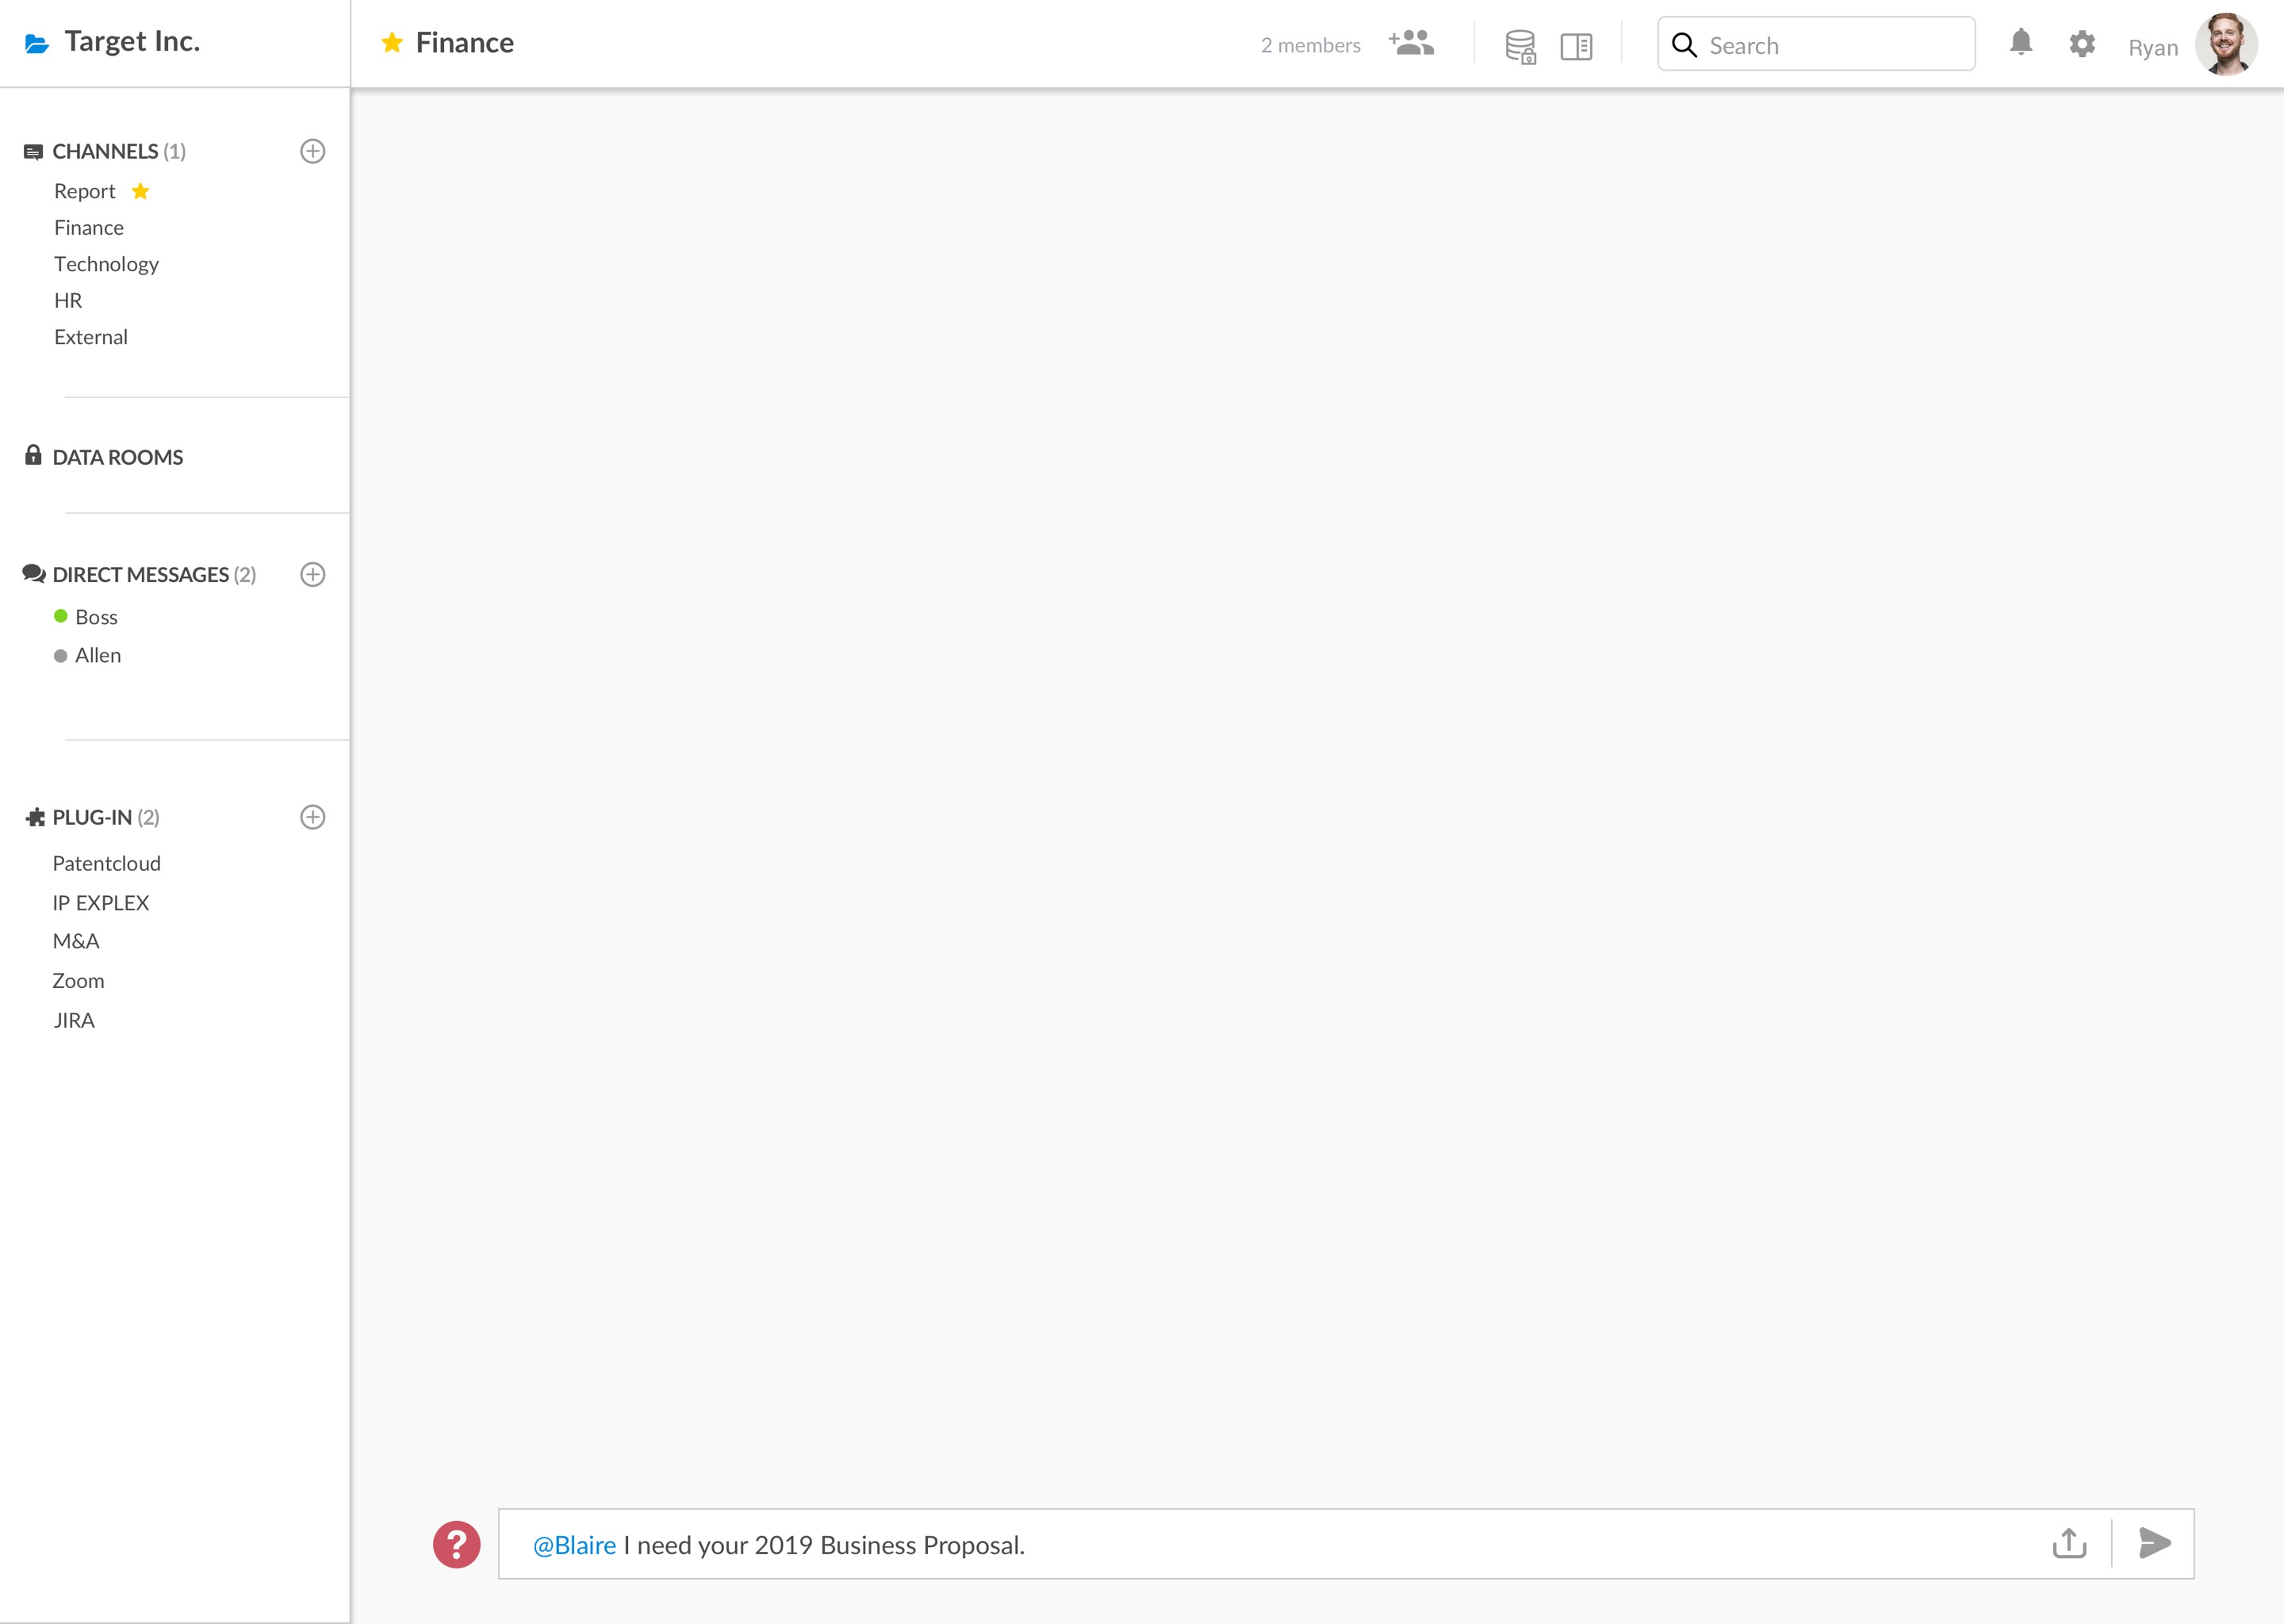 Target Inc.
Finance
2 members
Search
Ryan
CHANNELS (1)
Report
Finance
Technology
HR
External
DATA ROOMS
DIRECT MESSAGES (2)
Boss
Allen
PLUG-IN (2)
Patentcloud
IP EXPLEX
M&A
Zoom
JIRA
@Blaire I need your 2019 Business Proposal.